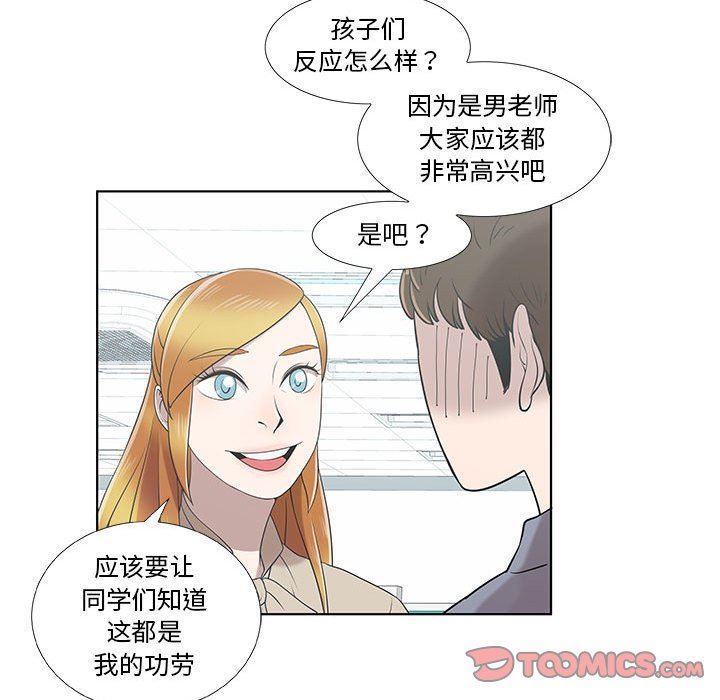 孩子们
反应怎么样？
因为是男老师
大家应该都
非常高兴吧
是吧？
应该要让
同学们知道
这都是
我的功劳
TOOMICS.COM